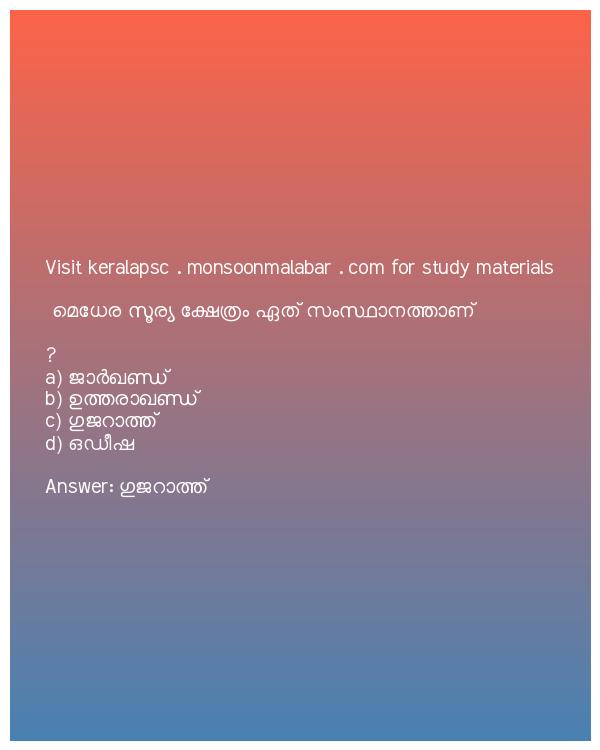 Visit keralapsc . monsoonmalabar . com for study materials
മെധേര സൂര്യ ക്ഷേത്രം ഏത് സംസ്ഥാനത്താണ്
?
a) ജാർഖണ്ഡ്
b) ഉത്തരാഖണ്ഡ്
c) ഗുജറാത്ത്
d) ഒഡീഷ
Answer: ഗുജറാത്ത്